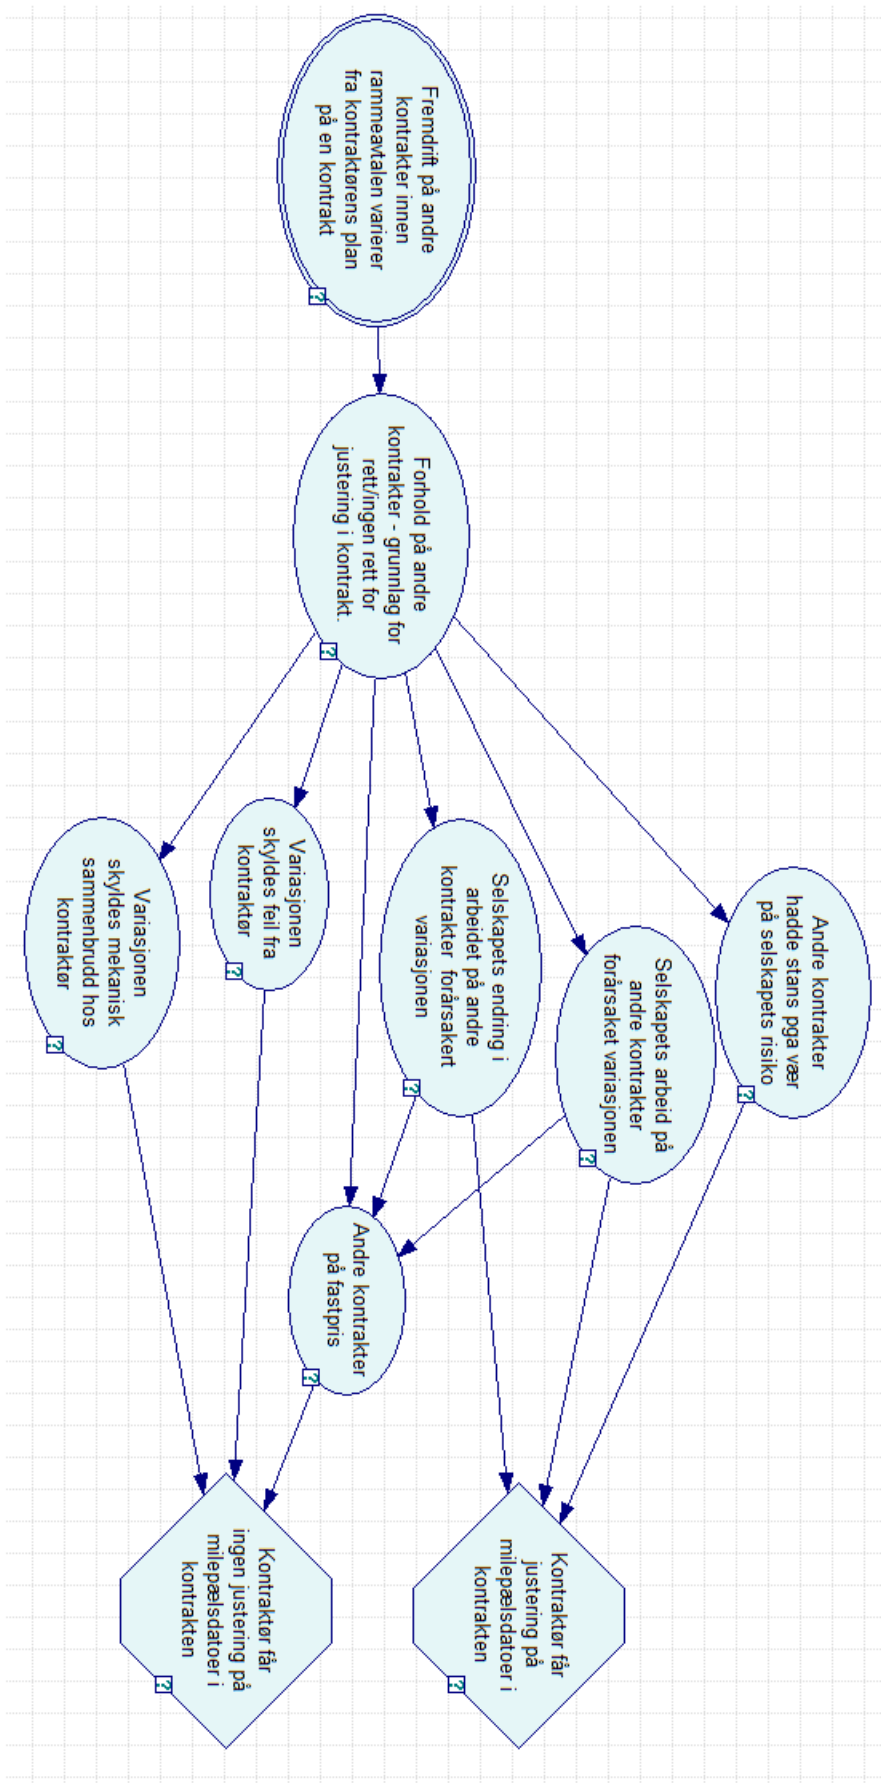 Fremdrift på andre
kontrakter innen
rammeavtalen varierer
fra kontraktørens plan
på en kontrakt
?
Forhold på andre
kontrakter - grunnlag for
rett/ingen rett for
justering i kontrakt.
?
Andre kontrakter
hadde stans pga vær
på selskapets risiko
?
Selskapets arbeid på
andre kontrakter
forårsaket variasjonen
?
Selskapets endring i
arbeidet på andre
kontrakter forårsakert
variasjonen
?
Variasjonen
skyldes feil fra
kontraktør
?
Variasjonen
skyldes mekanisk
sammenbrudd hos
kontraktør
?
Andre kontrakter
på fastpris
?
Kontraktør får
justering på
milepælsdatoer i
kontrakten
?
Kontraktør får
ingen justering på
milepælsdatoer i
kontrakten
?